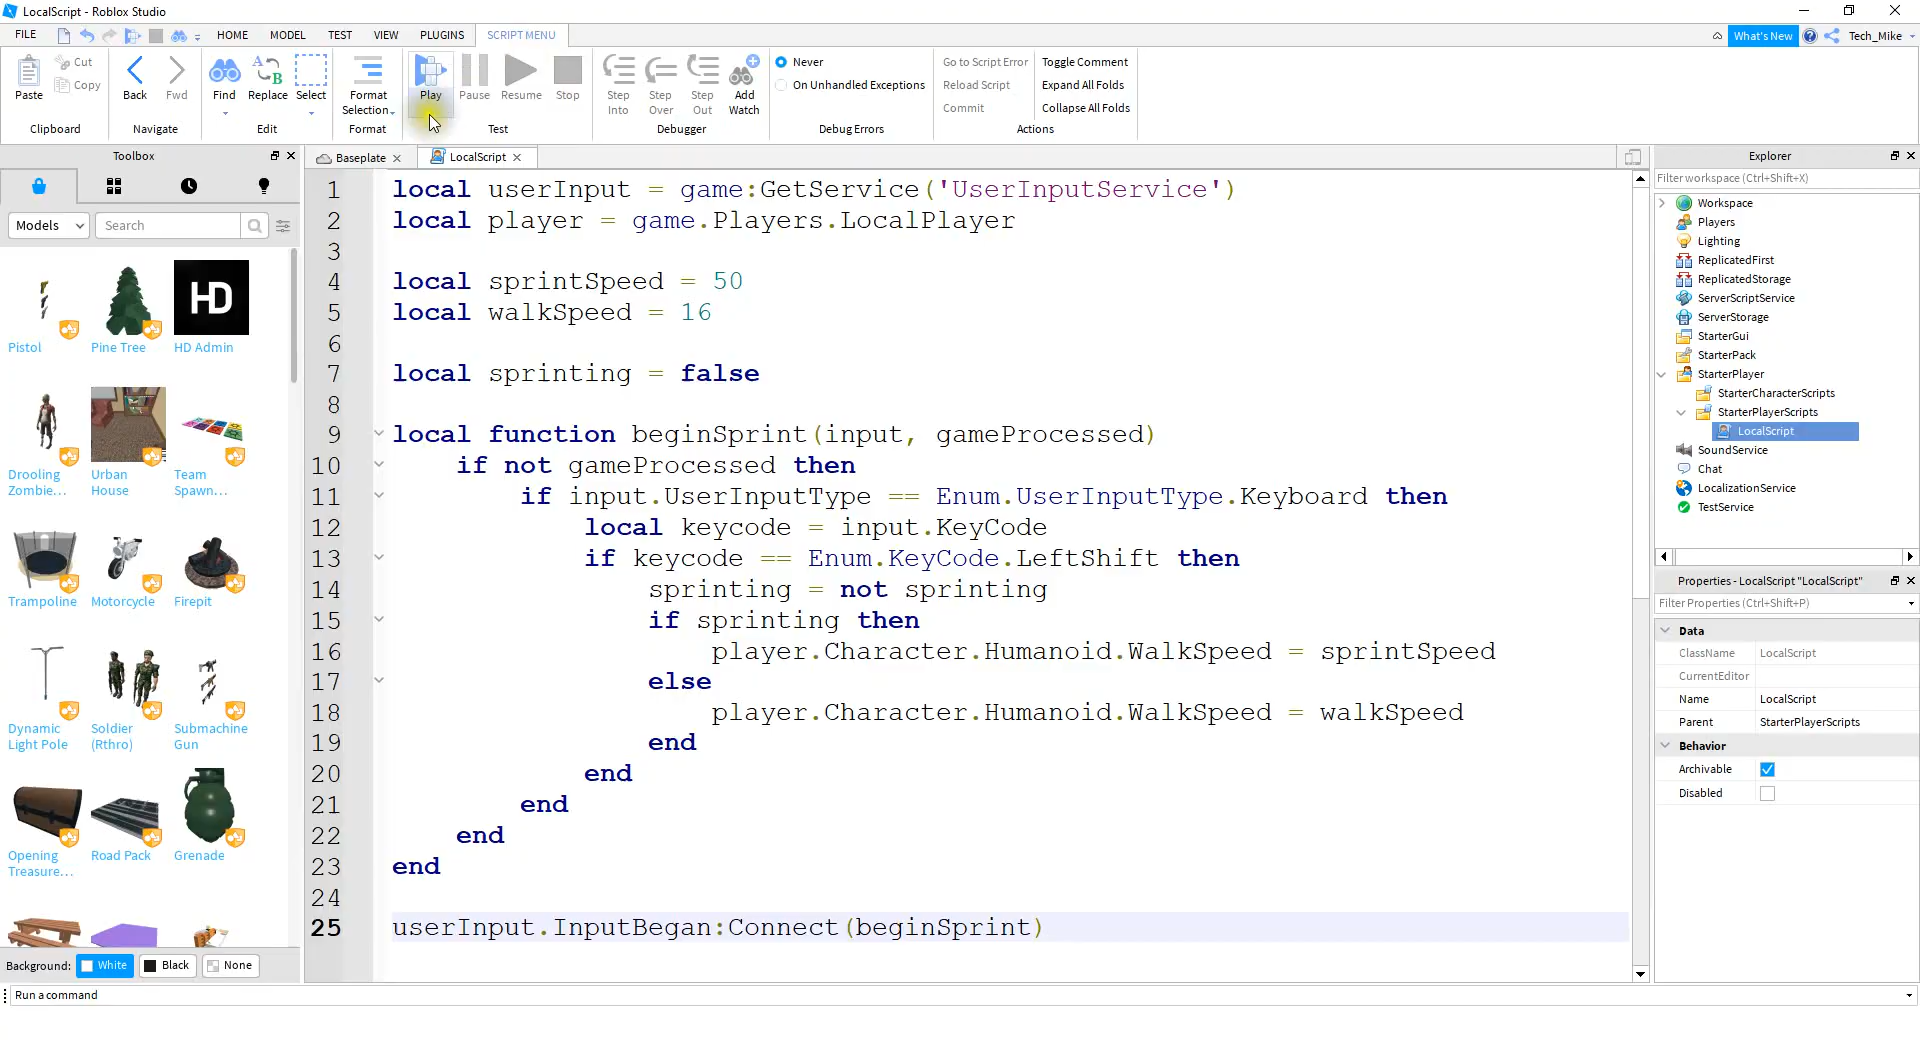 LocalScript - Roblox Studio
FILE
HOME
MODEL
TEST
VIEW
PLUGINS
SCRIPT MENU
What's New
Tech_Mike
Paste
Cut
Copy
Clipboard
Back
Fwd
Navigate
Find
Replace
Select
Edit
Format
Selection
Format
Play
Pause
Resume
Stop
Test
Step
Into
Step
Over
Step
Out
Add
Watch
Debugger
Never
On Unhandled Exceptions
Debug Errors
Go to Script Error
Reload Script
Commit
Toggle Comment
Expand All Folds
Collapse All Folds
Actions
Toolbox
Models
Search
Pistol
Pine Tree
HD
HD Admin
Drooling
Zombie...
Urban
House
Team
Spawn...
Trampoline
Motorcycle
Firepit
Dynamic
Light Pole
Soldier
(Rthro)
Submachine
Gun
Opening
Treasure...
Road Pack
Grenade
Background:
White
Black
None
Run a command
Baseplate
LocalScript
1 local userInput = game:GetService('UserInputService')
2 local player = game.Players.LocalPlayer
3
4 local sprintSpeed = 50
5 local walkSpeed = 16
6
7 local sprinting = false
8
9 local function beginSprint(input, gameProcessed)
10 if not gameProcessed then
11 if input.UserInputType == Enum.UserInputType.Keyboard then
12 local keycode = input.KeyCode
13 if keycode == Enum.KeyCode.LeftShift then
14 sprinting = not sprinting
15 if sprinting then
16 player.Character.Humanoid.WalkSpeed = sprintSpeed
17 else
18 player.Character.Humanoid.WalkSpeed = walkSpeed
19 end
20 end
21 end
22 end
23 end
24
25 userInput.InputBegan:Connect(beginSprint)
Explorer
Filter workspace (Ctrl+Shift+X)
Workspace
Players
Lighting
ReplicatedFirst
ReplicatedStorage
ServerScriptService
ServerStorage
StarterGui
StarterPack
StarterPlayer
StarterCharacterScripts
StarterPlayerScripts
LocalScript
SoundService
Chat
LocalizationService
TestService
Properties - LocalScript "LocalScript"
Filter Properties (Ctrl+Shift+P)
Data
ClassName LocalScript
CurrentEditor
Name LocalScript
Parent StarterPlayerScripts
Behavior
Archivable
Disabled